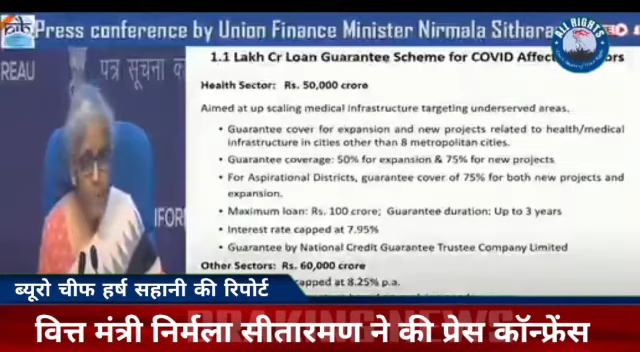 pib
Press conference by Union Finance Minister Nirmala Sithara
ALL RIGHTS
REAU
पत्र सूचना का
1.1 Lakh Cr Loan Guarantee Scheme for COVID Affec
Health Sector: Rs. 50,000 crore
Aimed at up scaling medical infrastructure targeting underserved areas.
• Guarantee cover for expansion and new projects related to health/medical
infrastructure in cities other than 8 metropolitan cities.
• Guarantee coverage: 50% for expansion & 75% for new projects
• For Aspirational Districts, guarantee cover of 75% for both new projects and
expansion.
• Maximum loan: Rs. 100 crore; Guarantee duration: Up to 3 years
• Interest rate capped at 7.95%
• Guarantee by National Credit Guarantee Trustee Company Limited
IFOR
Other Sectors: Rs. 60,000 crore
capped at 8.25% p.a.
ब्यूरो चीफ हर्ष सहानी की रिपोर्ट
वित्त मंत्री निर्मला सीतारमण ने की प्रेस कॉन्फ्रेंस